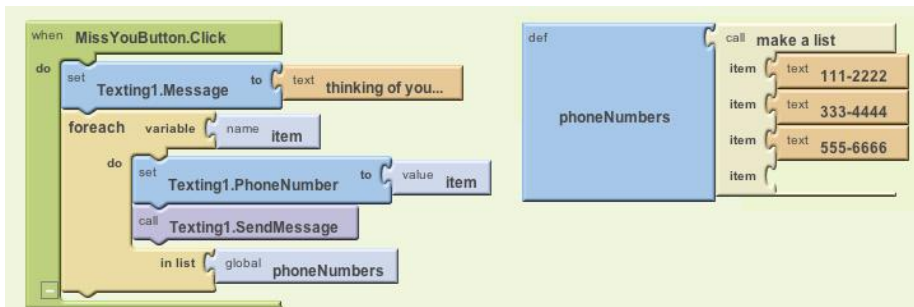 when MissYouButton.Click
do set Texting1.Message to text thinking of you...
foreach variable name item
do set Texting1.PhoneNumber to value item
call Texting1.SendMessage
in list global phoneNumbers
def phoneNumbers call make a list
item text 111-2222
item text 333-4444
item text 555-6666
item